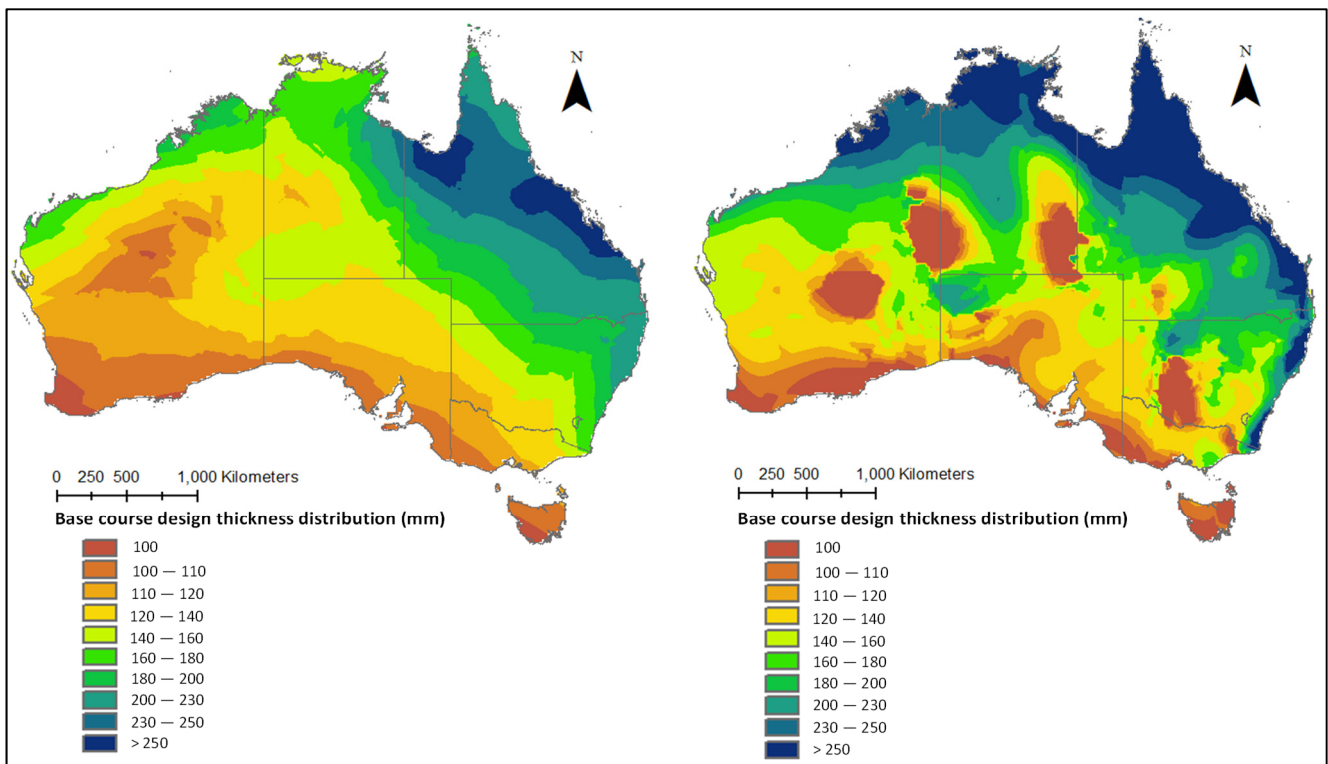 N
0 250 500 1,000 Kilometers
Base course design thickness distribution (mm)
100
100 — 110
110 — 120
120 — 140
140 — 160
160 — 180
180 — 200
200 — 230
230 — 250
> 250
N
0 250 500 1,000 Kilometers
Base course design thickness distribution (mm)
100
100 — 110
110 — 120
120 — 140
140 — 160
160 — 180
180 — 200
200 — 230
230 — 250
> 250